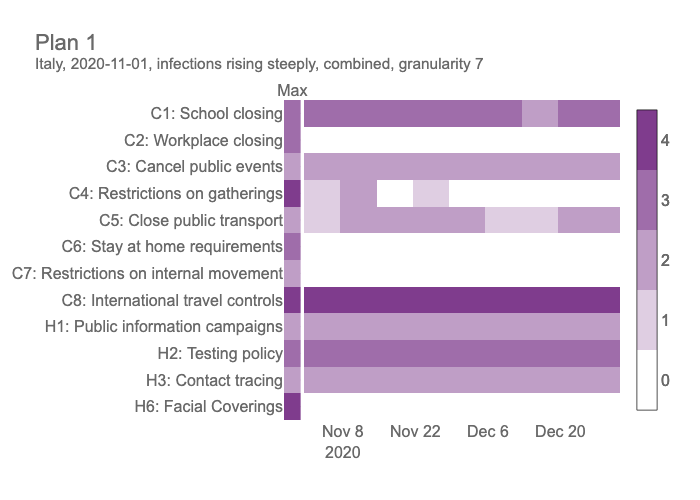 Plan 1
Italy, 2020-11-01, infections rising steeply, combined, granularity 7
Max
C1: School closing
C2: Workplace closing
C3: Cancel public events
C4: Restrictions on gatherings
C5: Close public transport
C6: Stay at home requirements
C7: Restrictions on internal movement
C8: International travel controls
H1: Public information campaigns
H2: Testing policy
H3: Contact tracing
H6: Facial Coverings
Nov 8 Nov 22 Dec 6 Dec 20
2020
4
3
2
1
0